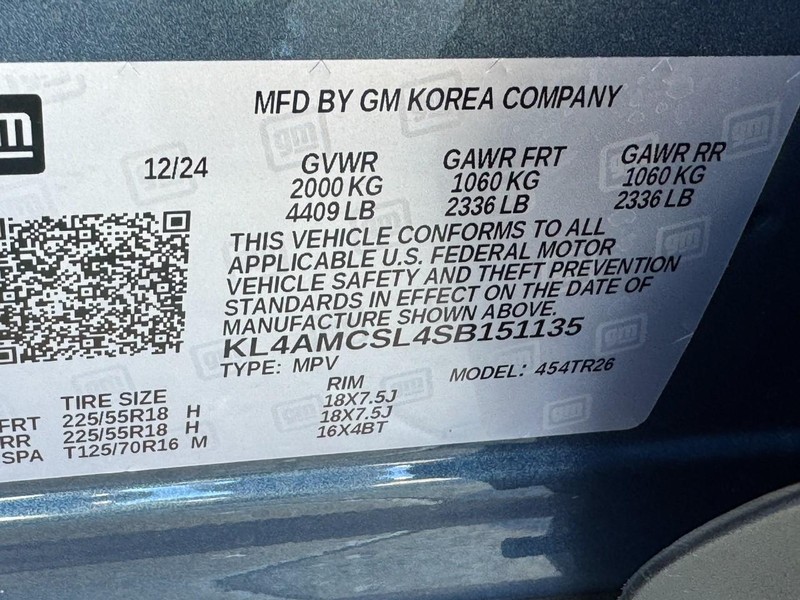 gm
MFD BY GM KOREA COMPANY
12/24 GVWR GAWR FRT GAWR RR
2000 KG 1060 KG 1060 KG
4409 LB 2336 LB 2336 LB
THIS VEHICLE CONFORMS TO ALL
APPLICABLE U.S. FEDERAL MOTOR
VEHICLE SAFETY AND THEFT PREVENTION
STANDARDS IN EFFECT ON THE DATE OF
MANUFACTURE SHOWN ABOVE.
KL4AMCSL4SB151135
TYPE: MPV MODEL: 454TR26
TIRE SIZE RIM
FRT 225/55R18 H 18X7.5J
RR 225/55R18 H 18X7.5J
SPA T125/70R16 M 16X4BT